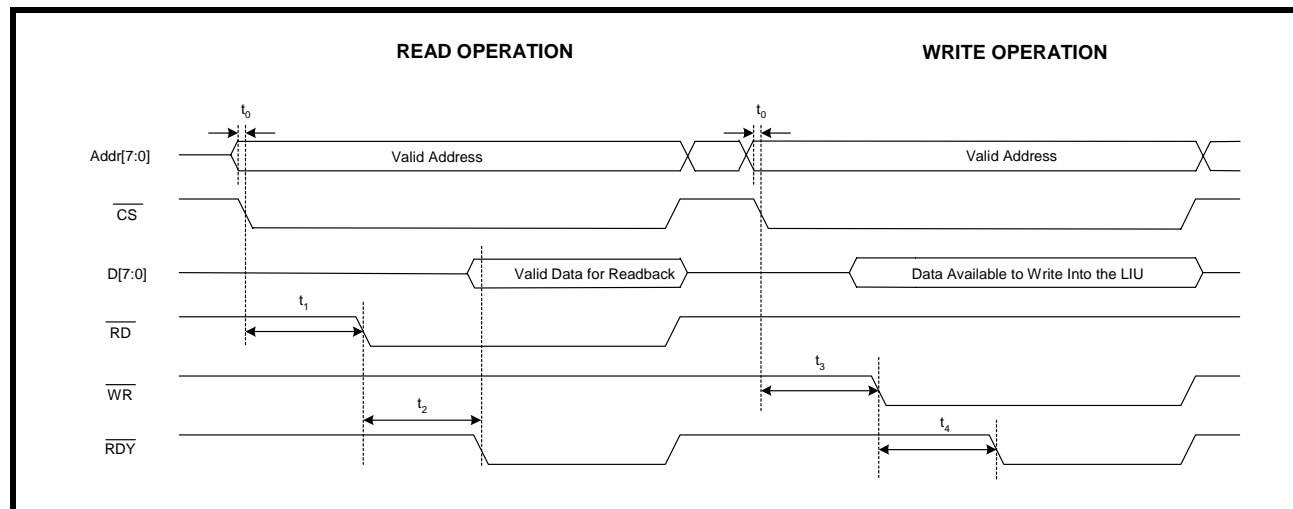 READ OPERATION WRITE OPERATION
t0 t0
Addr[7:0] Valid Address Valid Address
CS
D[7:0] Valid Data for Readback Data Available to Write Into the LIU
t1
RD
t3
WR
t2
t4
RDY